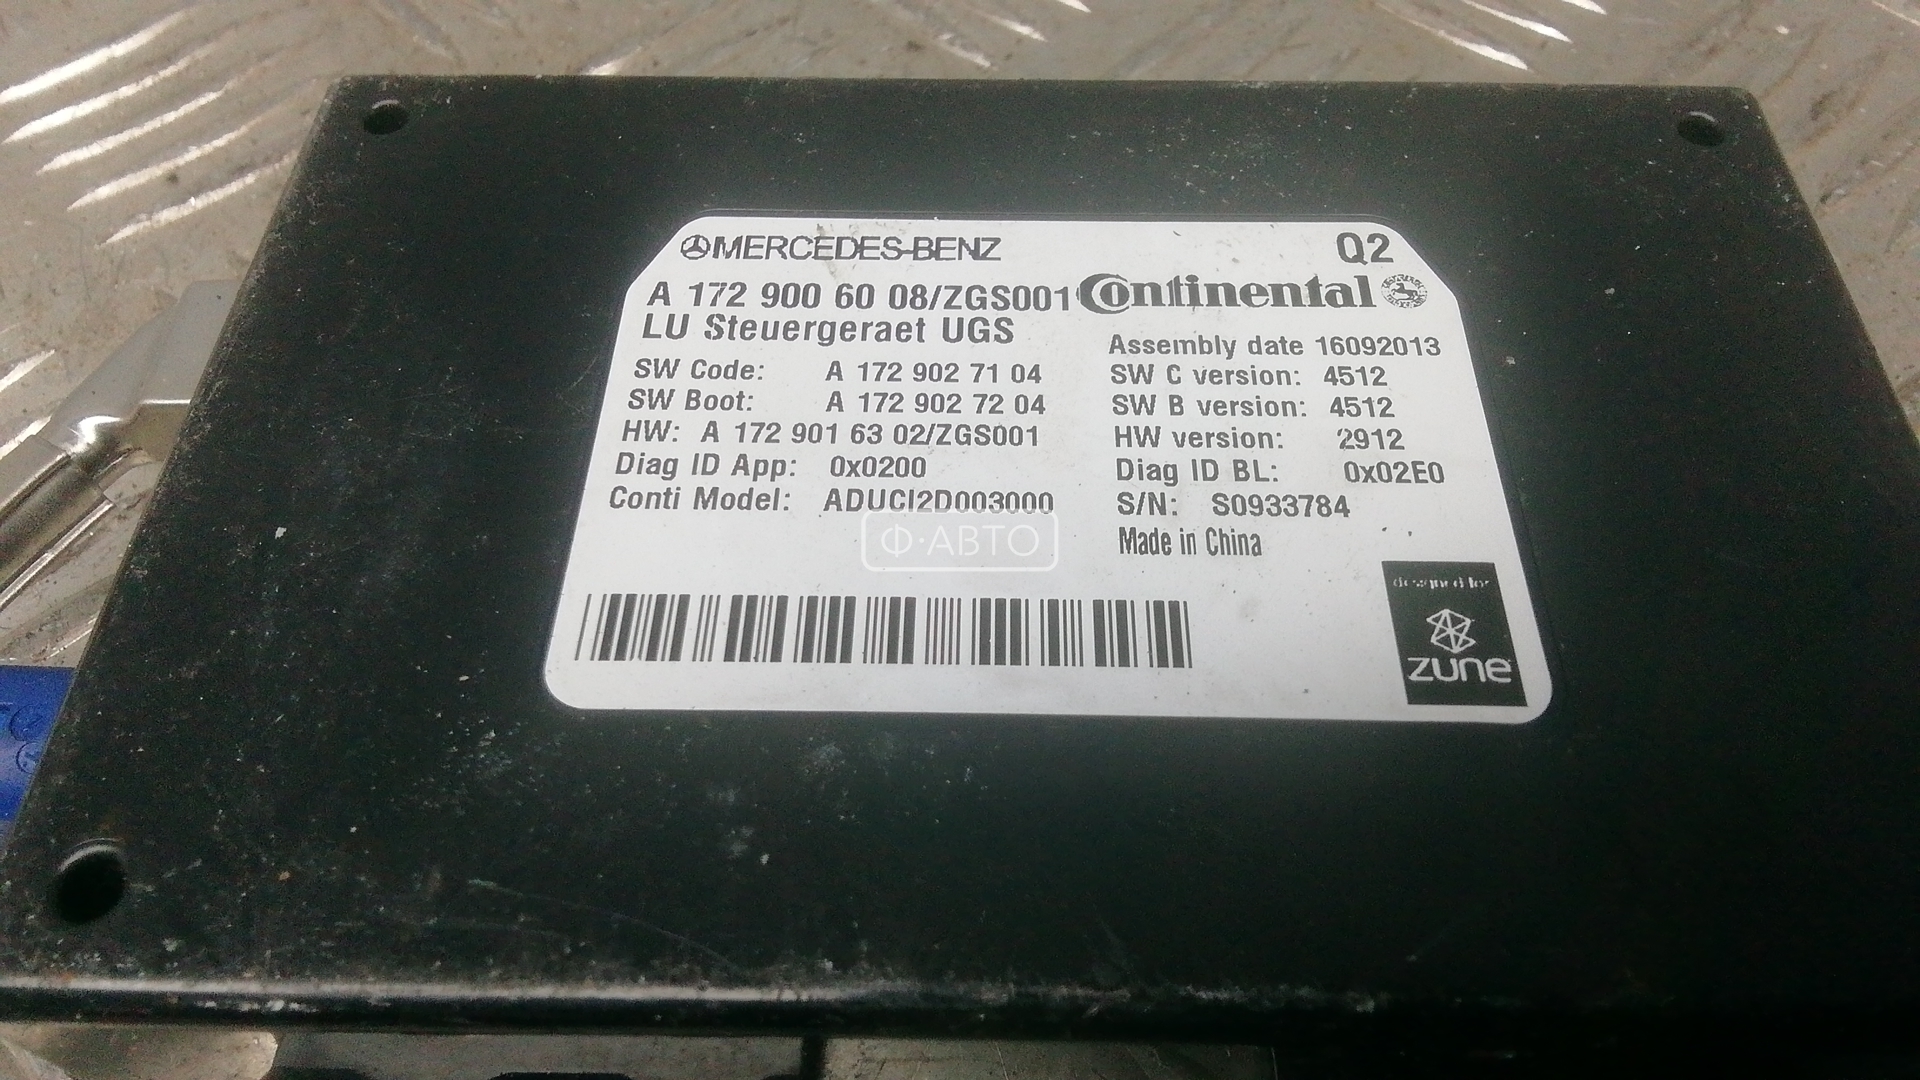 MERCEDES-BENZ
Q2
A 172 900 60 08/ZGS001
Continental
LU Steuergeraet UGS
Assembly date 16092013
SW Code: A 172 902 71 04
SW C version: 4512
SW Boot: A 172 902 72 04
SW B version: 4512
HW: A 172 901 63 02/ZGS001
HW version: 2912
Diag ID App: 0x0200
Diag ID BL: 0x02E0
Conti Model: ADUCI2D003000
S/N: S0933784
Made in China
Ф·АВТО
designed for
zune